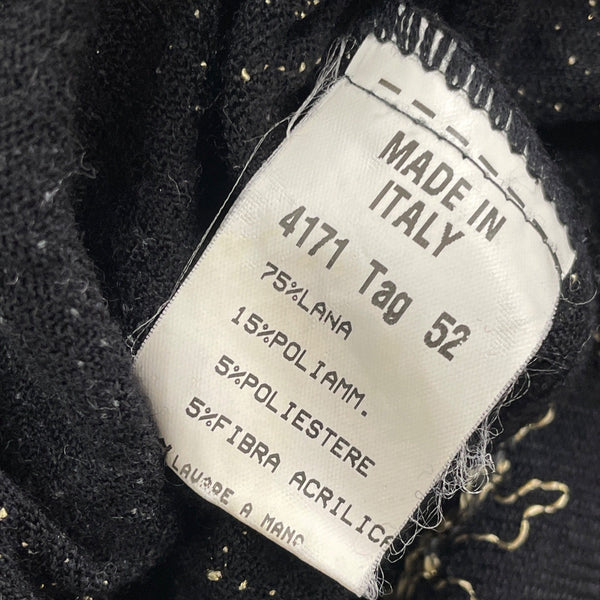 MADE IN
ITALY
4171 Tag 52
75%LANA
15%POLIAMM.
5%POLIESTERE
5%FIBRA ACRILICA
LAVARE A MANO